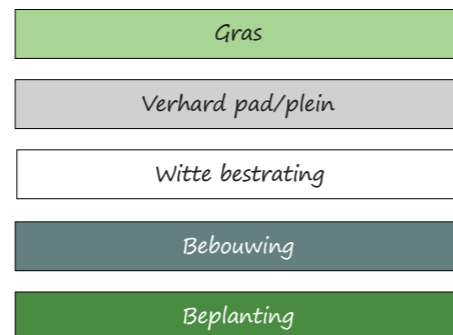 Gras
Verhard pad/plein
Witte bestrating
Bebouwing
Beplanting